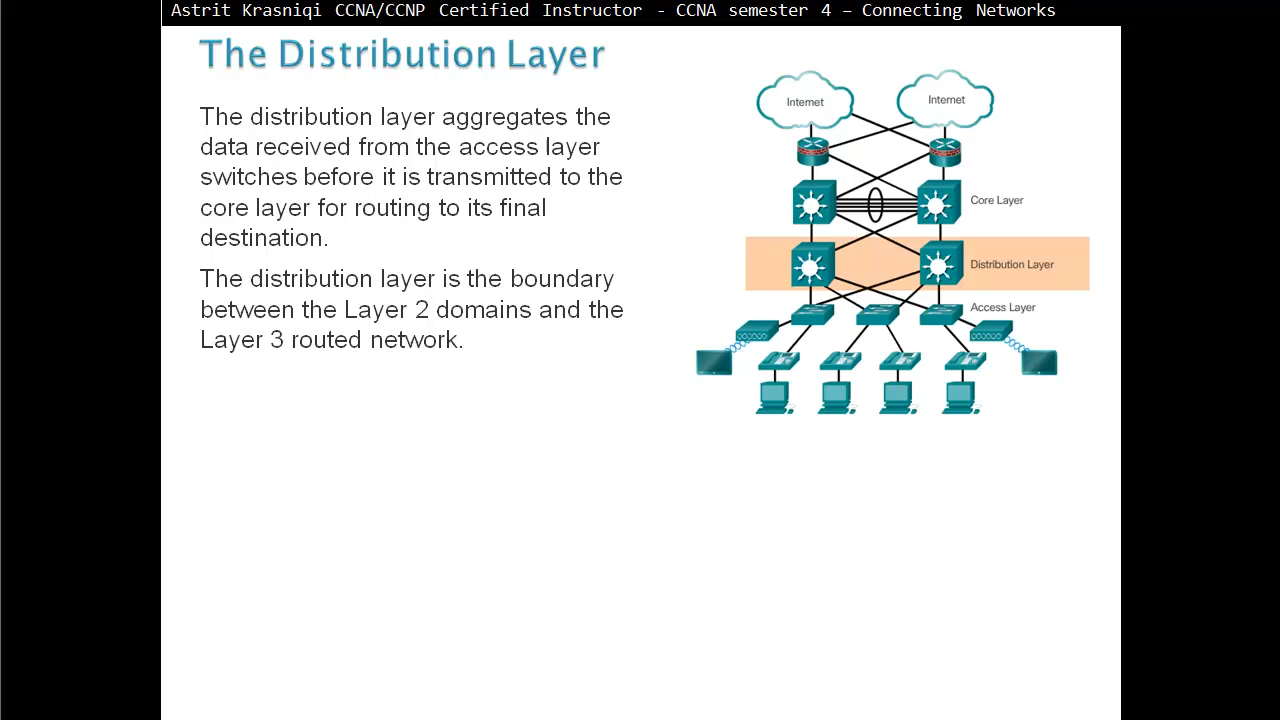 Astrit Krasniqi CCNA/CCNP Certified Instructor - CCNA semester 4 – Connecting Networks
The Distribution Layer
The distribution layer aggregates the
data received from the access layer
switches before it is transmitted to the
core layer for routing to its final
destination.
The distribution layer is the boundary
between the Layer 2 domains and the
Layer 3 routed network.
Internet
Internet
Core Layer
Distribution Layer
Access Layer